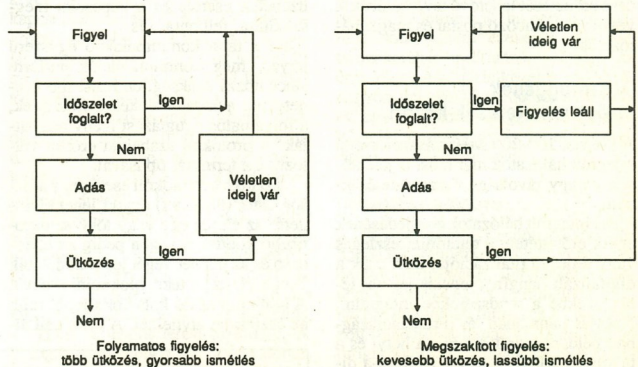 Figyel
Időszelet
foglalt?
Igen
Nem
Adás
Véletlen
ideig vár
Ütközés
Igen
Nem
Folyamatos figyelés:
több ütközés, gyorsabb ismétlés
Figyel
Véletlen
ideig vár
Időszelet
foglalt?
Igen
Figyelés leáll
Nem
Adás
Ütközés
Igen
Nem
Megszakított figyelés:
kevesebb ütközés, lassúbb ismétlés